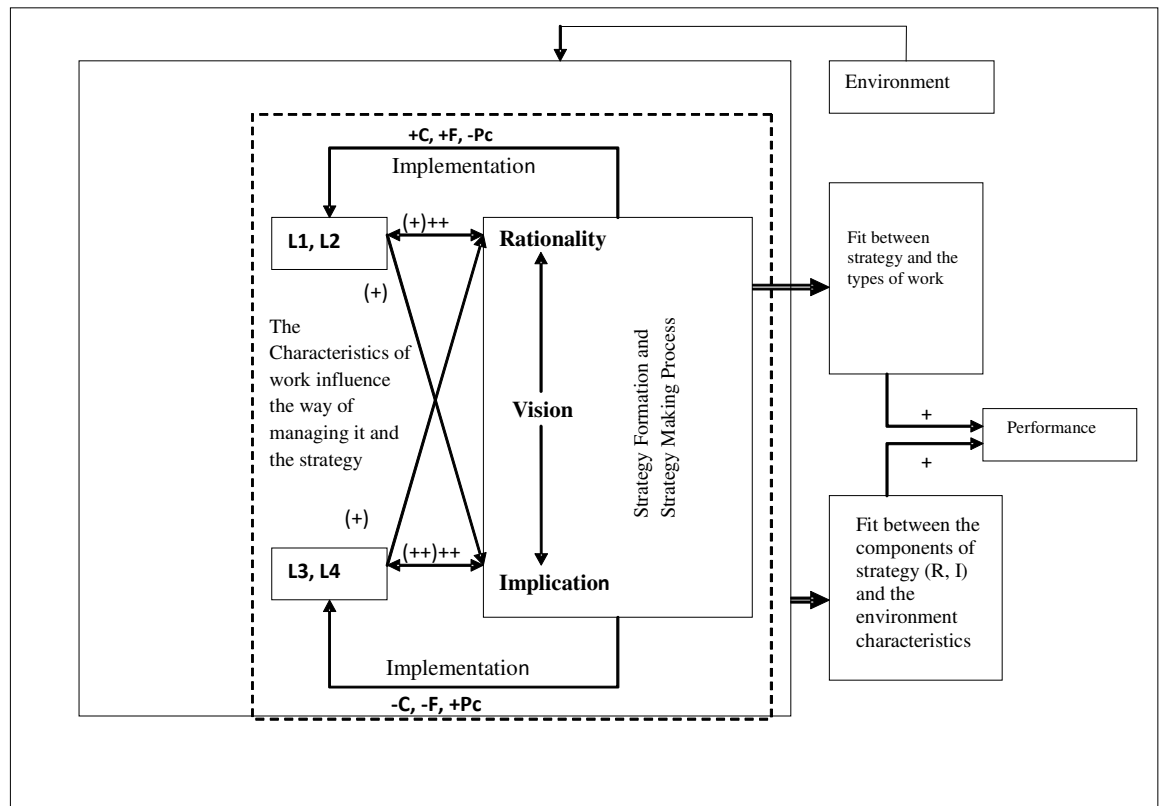 Environment
+C, +F, -Pc
Implementation
L1, L2
(+)++
Rationality
(+)
The
Characteristics of
work influence
the way of
managing it and
the strategy
Vision
Strategy Formation and
Strategy Making Process
(+)
L3, L4
(++)++
Implication
Implementation
-C, -F, +Pc
Fit between
strategy and the
types of work
+
Performance
+
Fit between the
components of
strategy (R, I)
and the
environment
characteristics